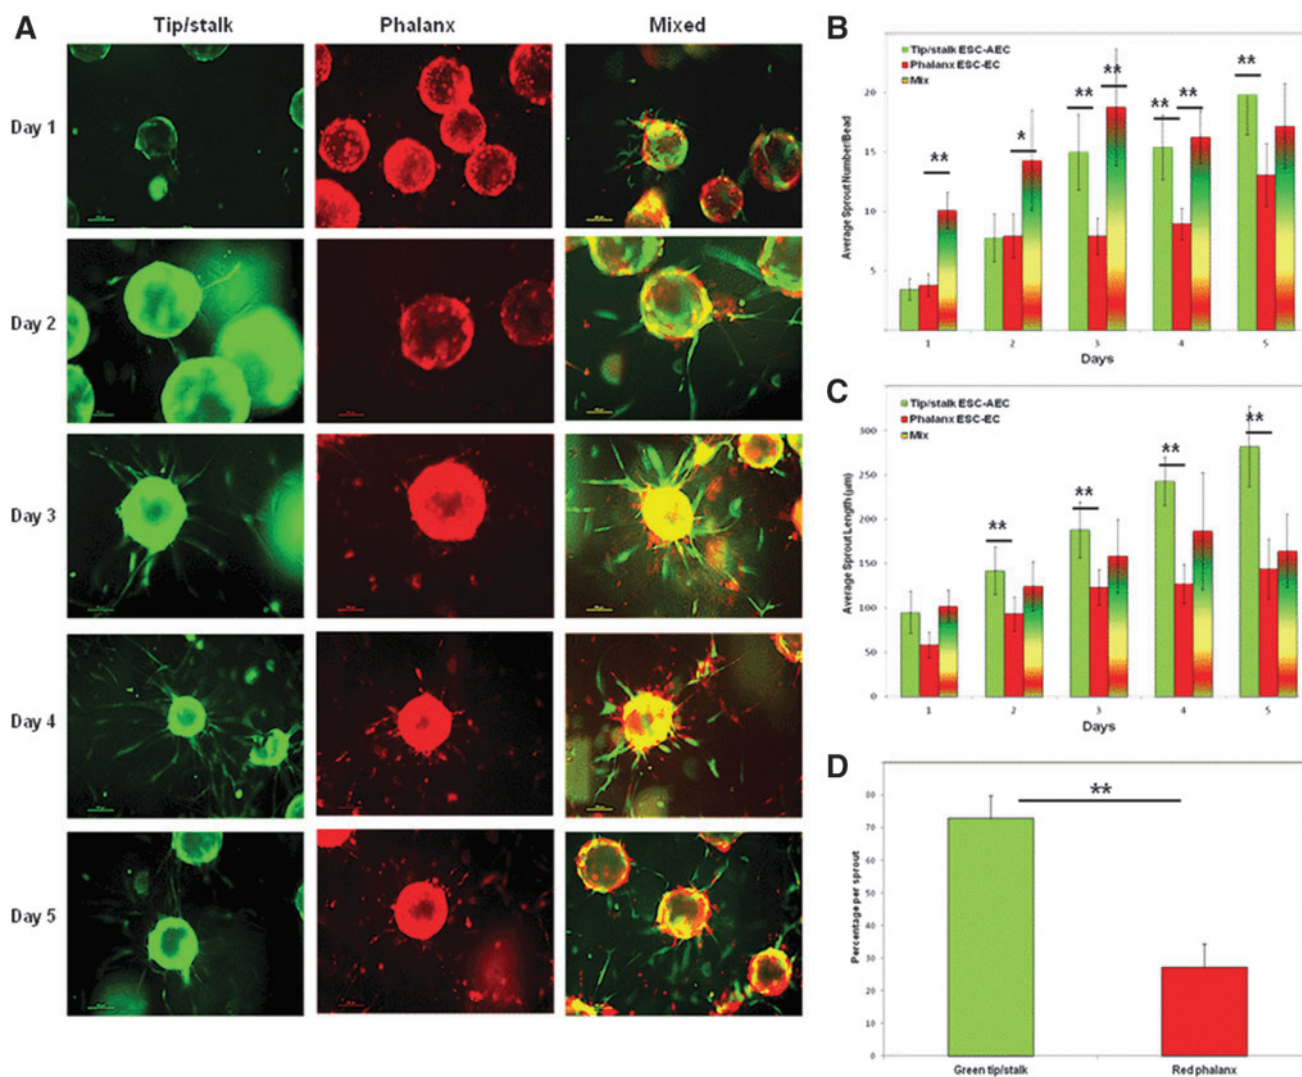 A
Tip/stalk Phalanx Mixed
Day 1
Day 2
Day 3
Day 4
Day 5
B
Tip/stalk ESC-AEC
Phalanx ESC-EC
Mix
Average Sprout Number/Bead
20
15
10
5
** * ** ** ** ** **
1 2 3 4 5
Days
C
Tip/stalk ESC-AEC
Phalanx ESC-EC
Mix
Average Sprout Length (µm)
300
250
200
150
100
50
0
** ** ** **
1 2 3 4 5
Days
D
Percentage per sprout
80
70
60
50
40
30
20
10
0
**
Green tip/stalk Red phalanx